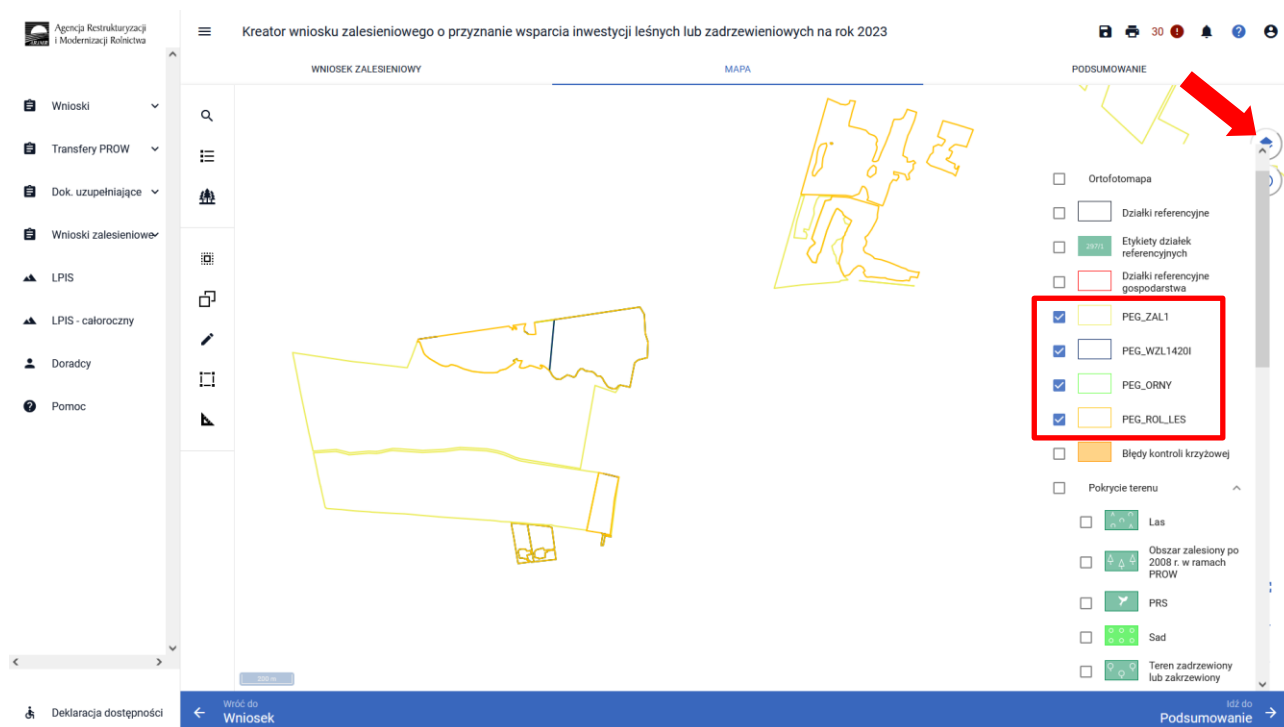 Agencja Restrukturyzacji
i Modernizacji Rolnictwa
Kreator wniosku zalesieniowego o przyznanie wsparcia inwestycji leśnych lub zadrzewieniowych na rok 2023
30
WNIOSEK ZALESIENIOWY
MAPA
PODSUMOWANIE
Wnioski
Transfery PROW
Dok. uzupełniające
Wnioski zalesieniowe
LPIS
LPIS - całoroczny
Doradcy
Pomoc
Deklaracja dostępności
Ortofotomapa
Działki referencyjne
287/1
Etykiety działek
referencyjnych
Działki referencyjne
gospodarstwa
PEG_ZAL1
PEG_WZL1420I
PEG_ORNY
PEG_ROL_LES
Błędy kontroli krzyżowej
Pokrycie terenu
Las
Obszar zalesiony po
2008 r. w ramach
PROW
PRS
Sad
Teren zadrzewiony
lub zakrzewiony
200 m
Wróć do
Wniosek
Idź do
Podsumowanie